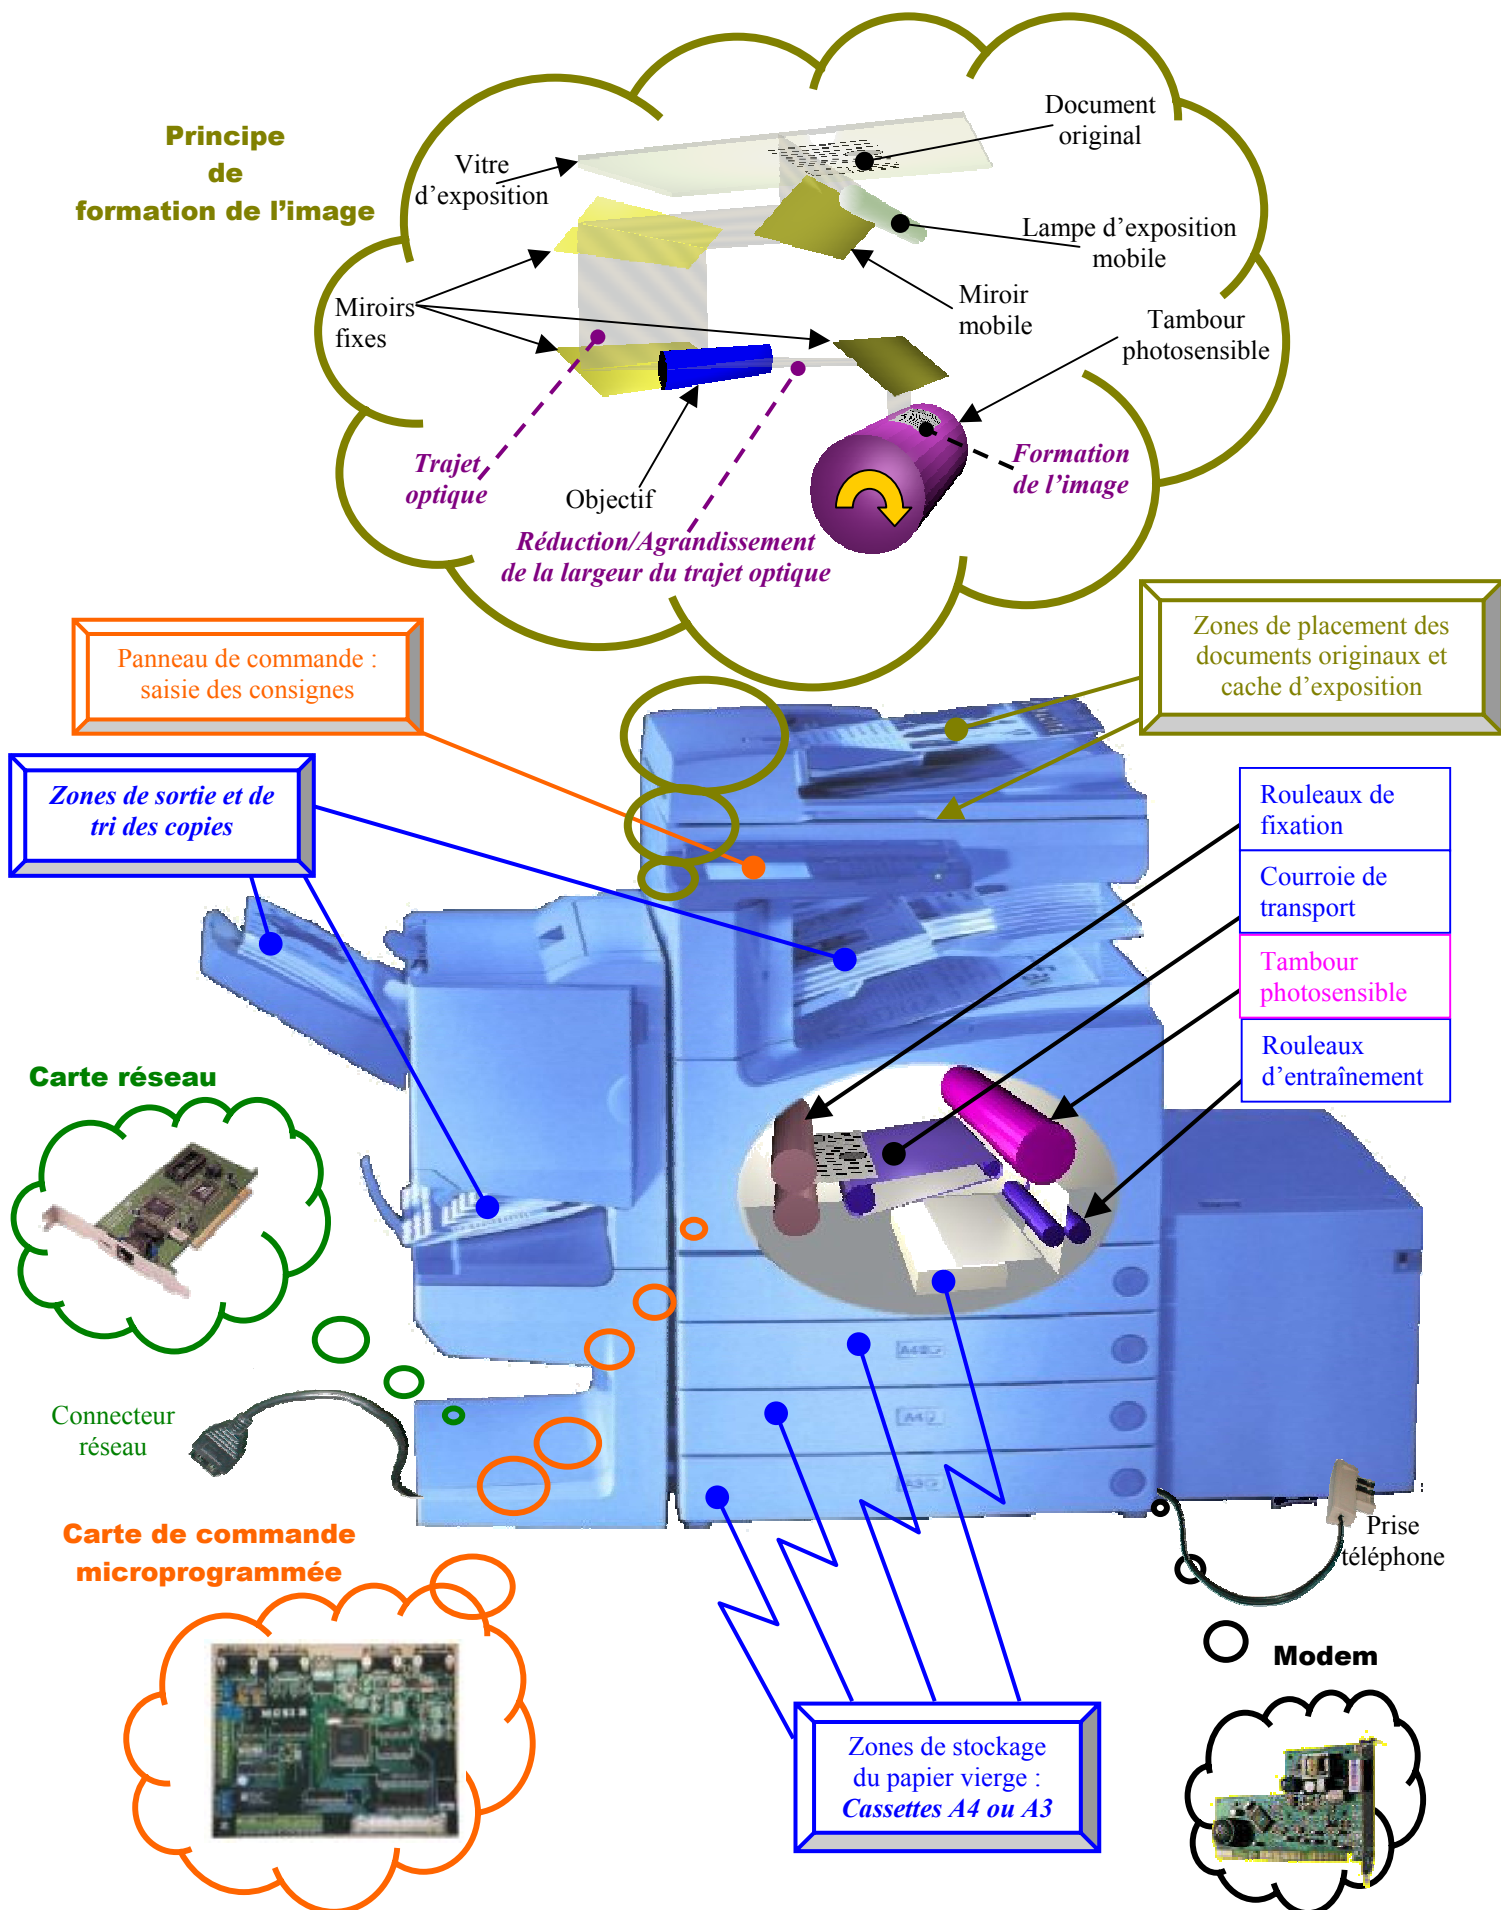 Principe
de
formation de l'image
Document
original
Vitre
d'exposition
Lampe d'exposition
mobile
Miroir
mobile
Miroirs
fixes
Tambour
photosensible
Trajet
optique
Objectif
Formation
de l'image
Réduction/Agrandissement
de la largeur du trajet optique
Panneau de commande :
saisie des consignes
Zones de placement des
documents originaux et
cache d'exposition
Zones de sortie et de
tri des copies
Rouleaux de
fixation
Courroie de
transport
Tambour
photosensible
Rouleaux
d'entraînement
Carte réseau
Connecteur
réseau
A4
A4
A3
Carte de commande
microprogrammée
Prise
téléphone
Modem
Zones de stockage
du papier vierge :
Cassettes A4 ou A3